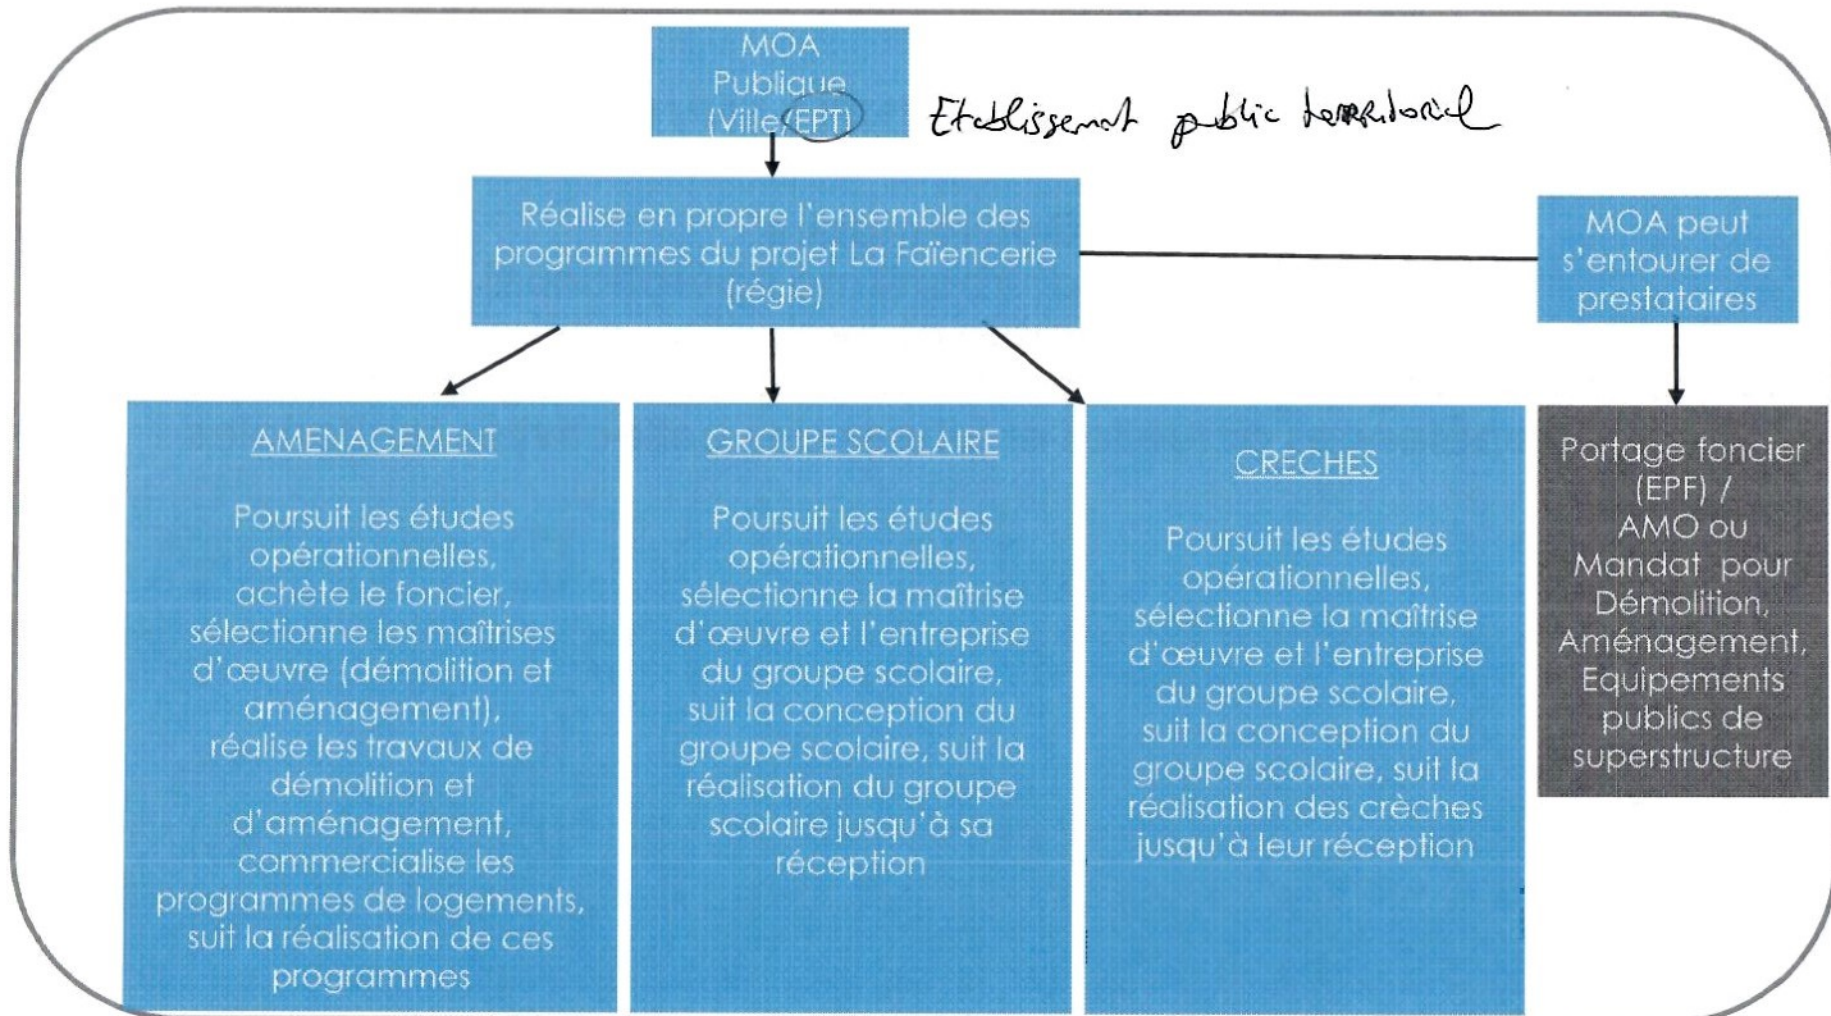 MOA
Publique
(Ville/EPT)
Etablissement public territorial
Réalise en propre l'ensemble des
programmes du projet La Faïencerie
(régie)
MOA peut
s'entourer de
prestataires
AMENAGEMENT
Poursuit les études
opérationnelles,
achète le foncier,
sélectionne les maîtrises
d'œuvre (démolition et
aménagement),
réalise les travaux de
démolition et
d'aménagement,
commercialise les
programmes de logements,
suit la réalisation de ces
programmes
GROUPE SCOLAIRE
Poursuit les études
opérationnelles,
sélectionne la maîtrise
d'œuvre et l'entreprise
du groupe scolaire,
suit la conception du
groupe scolaire, suit la
réalisation du groupe
scolaire jusqu'à sa
réception
CRECHES
Poursuit les études
opérationnelles,
sélectionne la maîtrise
d'œuvre et l'entreprise
du groupe scolaire,
suit la conception du
groupe scolaire, suit la
réalisation des crèches
jusqu'à leur réception
Portage foncier
(EPF) /
AMO ou
Mandat pour
Démolition,
Aménagement,
Equipements
publics de
superstructure